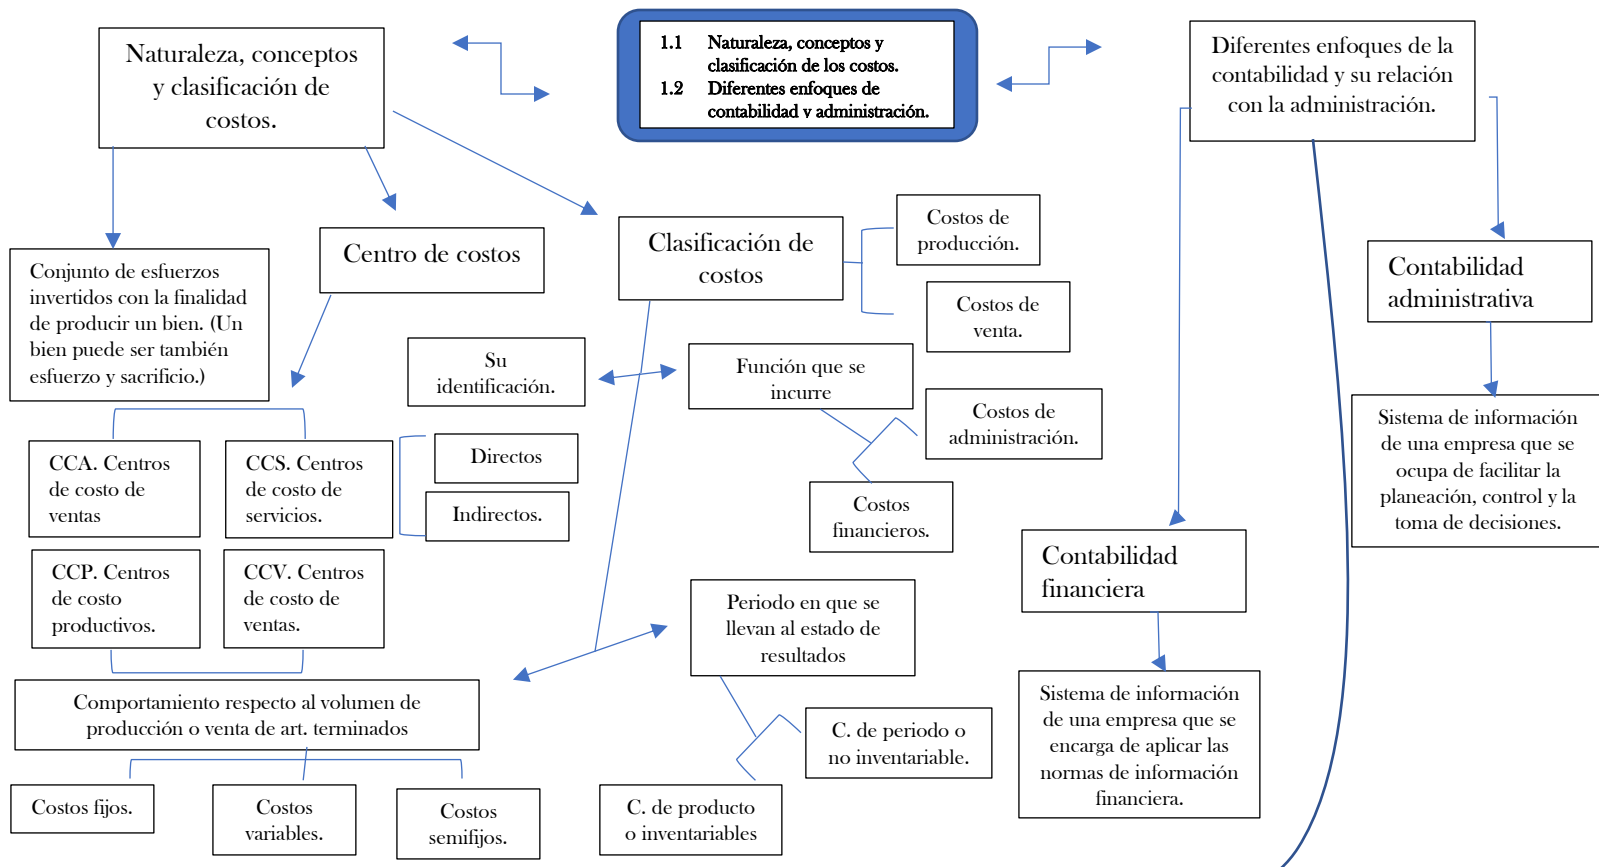 Naturaleza, conceptos
y clasificación de
costos.
1.1 Naturaleza, conceptos y
clasificación de los costos.
1.2 Diferentes enfoques de
contabilidad y administración.
Diferentes enfoques de la
contabilidad y su relación
con la administración.
Conjunto de esfuerzos
invertidos con la finalidad
de producir un bien. (Un
bien puede ser también
esfuerzo y sacrificio.)
Centro de costos
Clasificación de
costos
Costos de
producción.
Costos de
venta.
Contabilidad
administrativa
Su
identificación.
Función que se
incurre
Costos de
administración.
Costos
financieros.
Sistema de información
de una empresa que se
ocupa de facilitar la
planeación, control y la
toma de decisiones.
CCA. Centros
de costo de
ventas
CCS. Centros
de costo de
servicios.
Directos
Indirectos.
CCP. Centros
de costo
productivos.
CCV. Centros
de costo de
ventas.
Contabilidad
financiera
Periodo en que se
llevan al estado de
resultados
Comportamiento respecto al volumen de
producción o venta de art. terminados
Sistema de información
de una empresa que se
encarga de aplicar las
normas de información
financiera.
C. de periodo o
no inventariable.
C. de producto
o inventariables
Costos fijos.
Costos
variables.
Costos
semifijos.